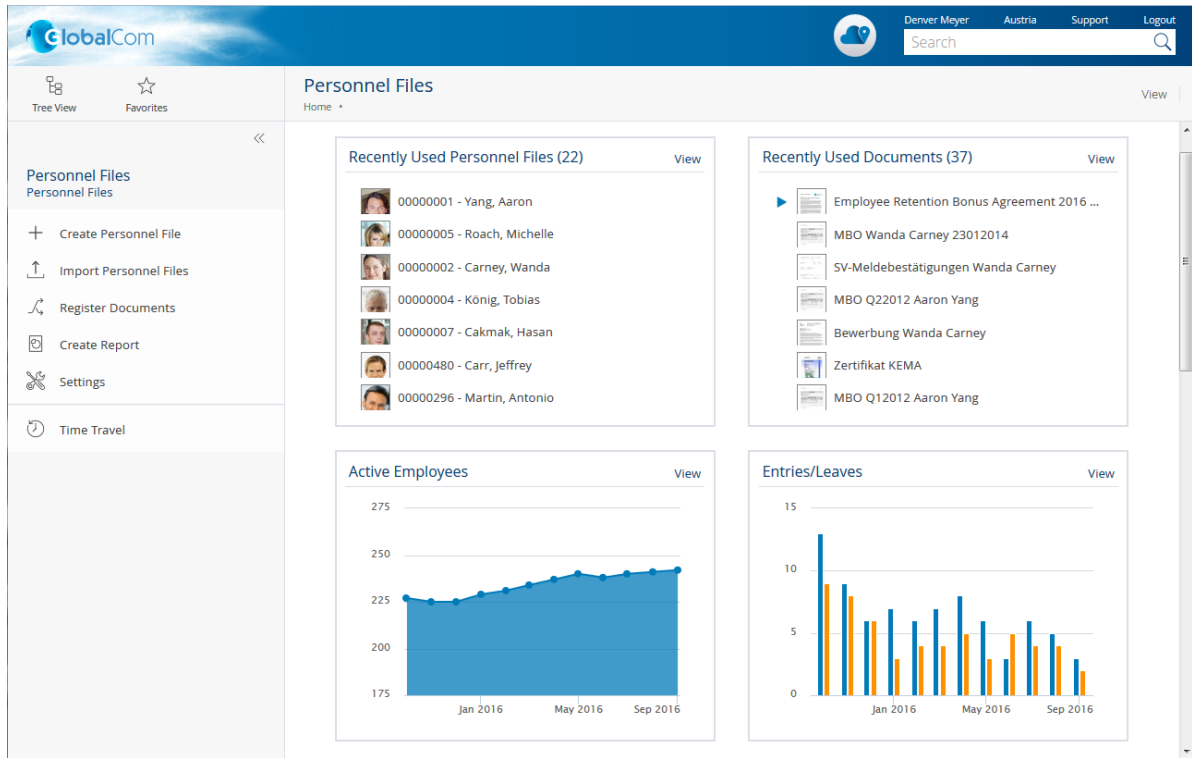 GlobalCom
Denver Meyer Austria Support Logout
Search
Tree View Favorites
Personnel Files
Home •
View
Personnel Files
Personnel Files
Create Personnel File
Import Personnel Files
Register Documents
Create Report
Settings
Time Travel
Recently Used Personnel Files (22) View
00000001 - Yang, Aaron
00000005 - Roach, Michelle
00000002 - Carney, Wanda
00000004 - König, Tobias
00000007 - Cakmak, Hasan
00000480 - Carr, Jeffrey
00000296 - Martin, Antonio
Recently Used Documents (37) View
Employee Retention Bonus Agreement 2016 ...
MBO Wanda Carney 23012014
SV-Meldebestätigungen Wanda Carney
MBO Q22012 Aaron Yang
Bewerbung Wanda Carney
Zertifikat KEMA
MBO Q12012 Aaron Yang
Active Employees View
275
250
225
200
175
Jan 2016 May 2016 Sep 2016
Entries/Leaves View
15
10
5
0
Jan 2016 May 2016 Sep 2016